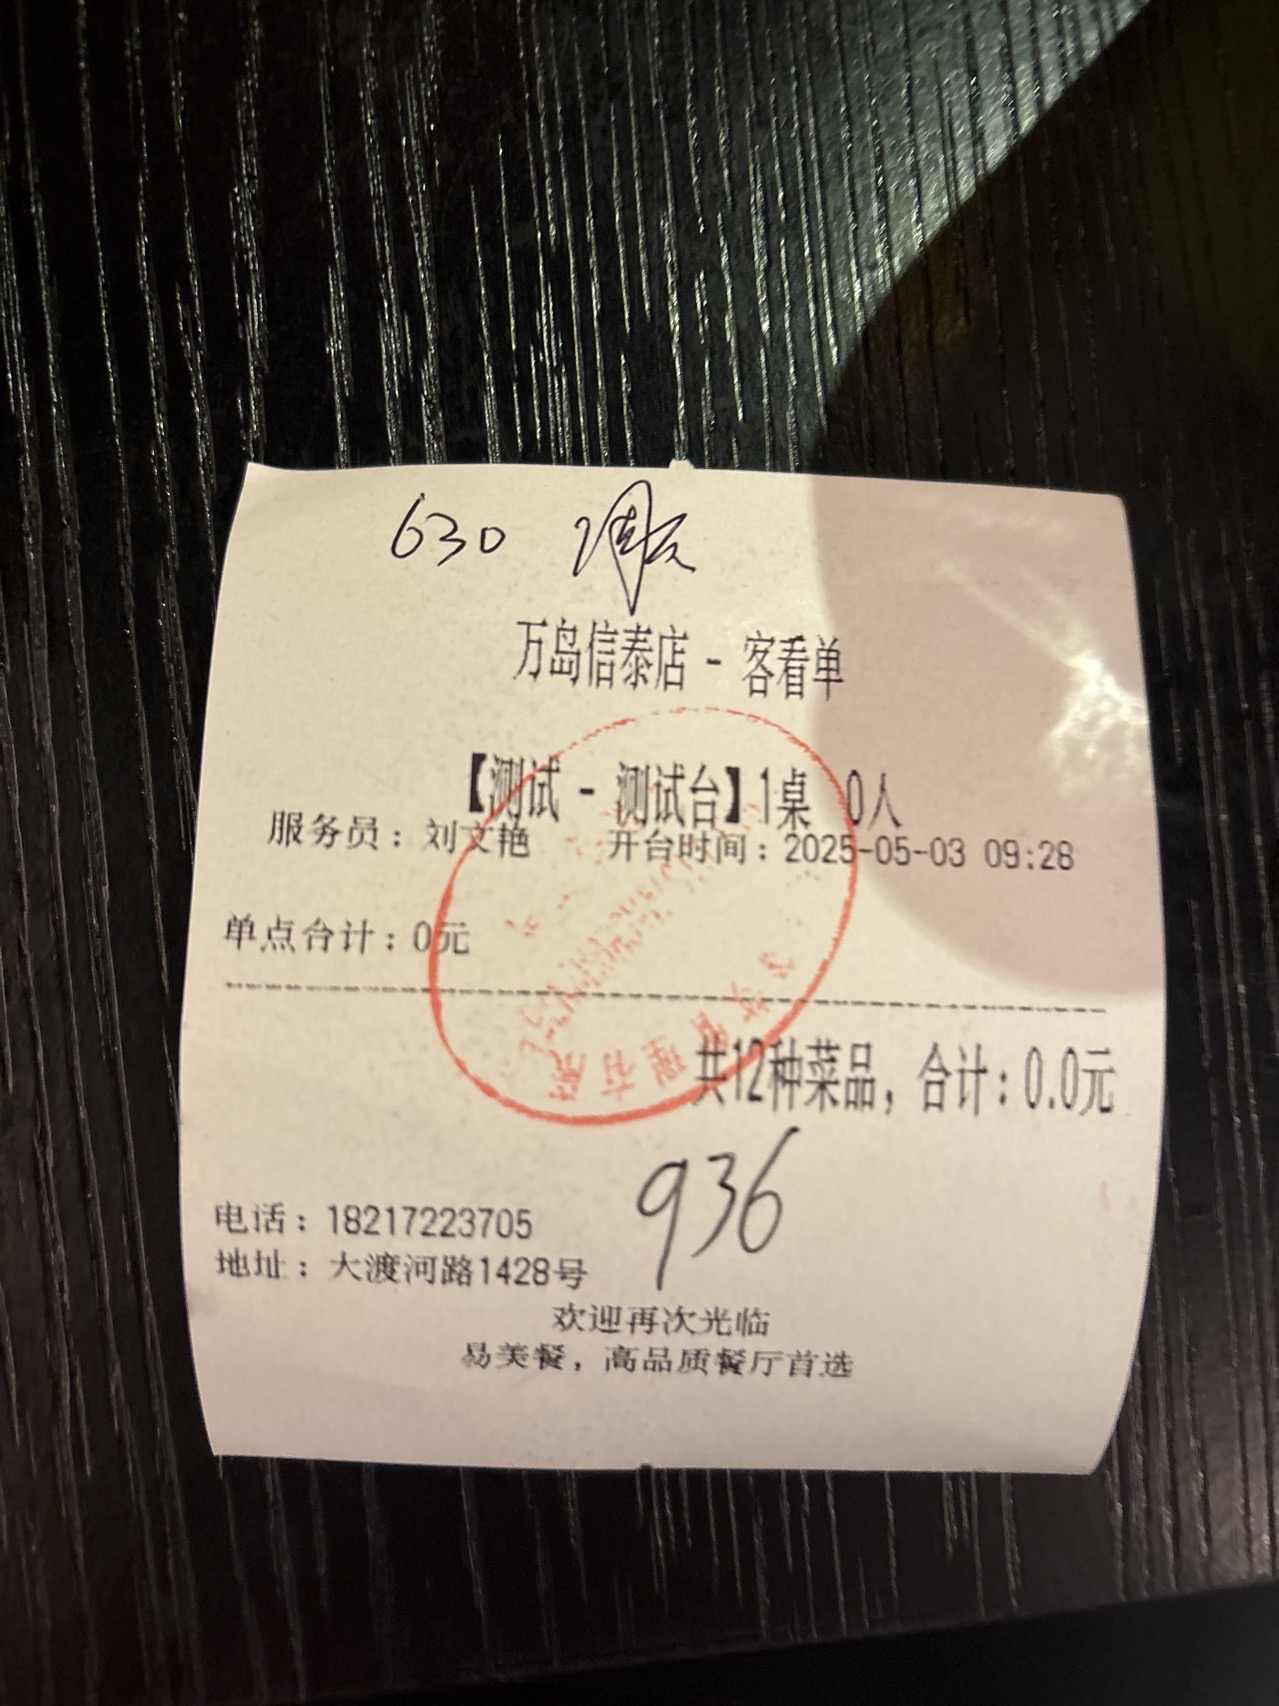 630
万岛信泰店 - 客看单
【测试 - 测试台】1桌 0人
服务员：刘文艳 开台时间：2025-05-03 09:28
单点合计：0元
共12种菜品，合计：0.0元
936
电话：18217223705
地址：大渡河路1428号
欢迎再次光临
易美餐，高品质餐厅首选